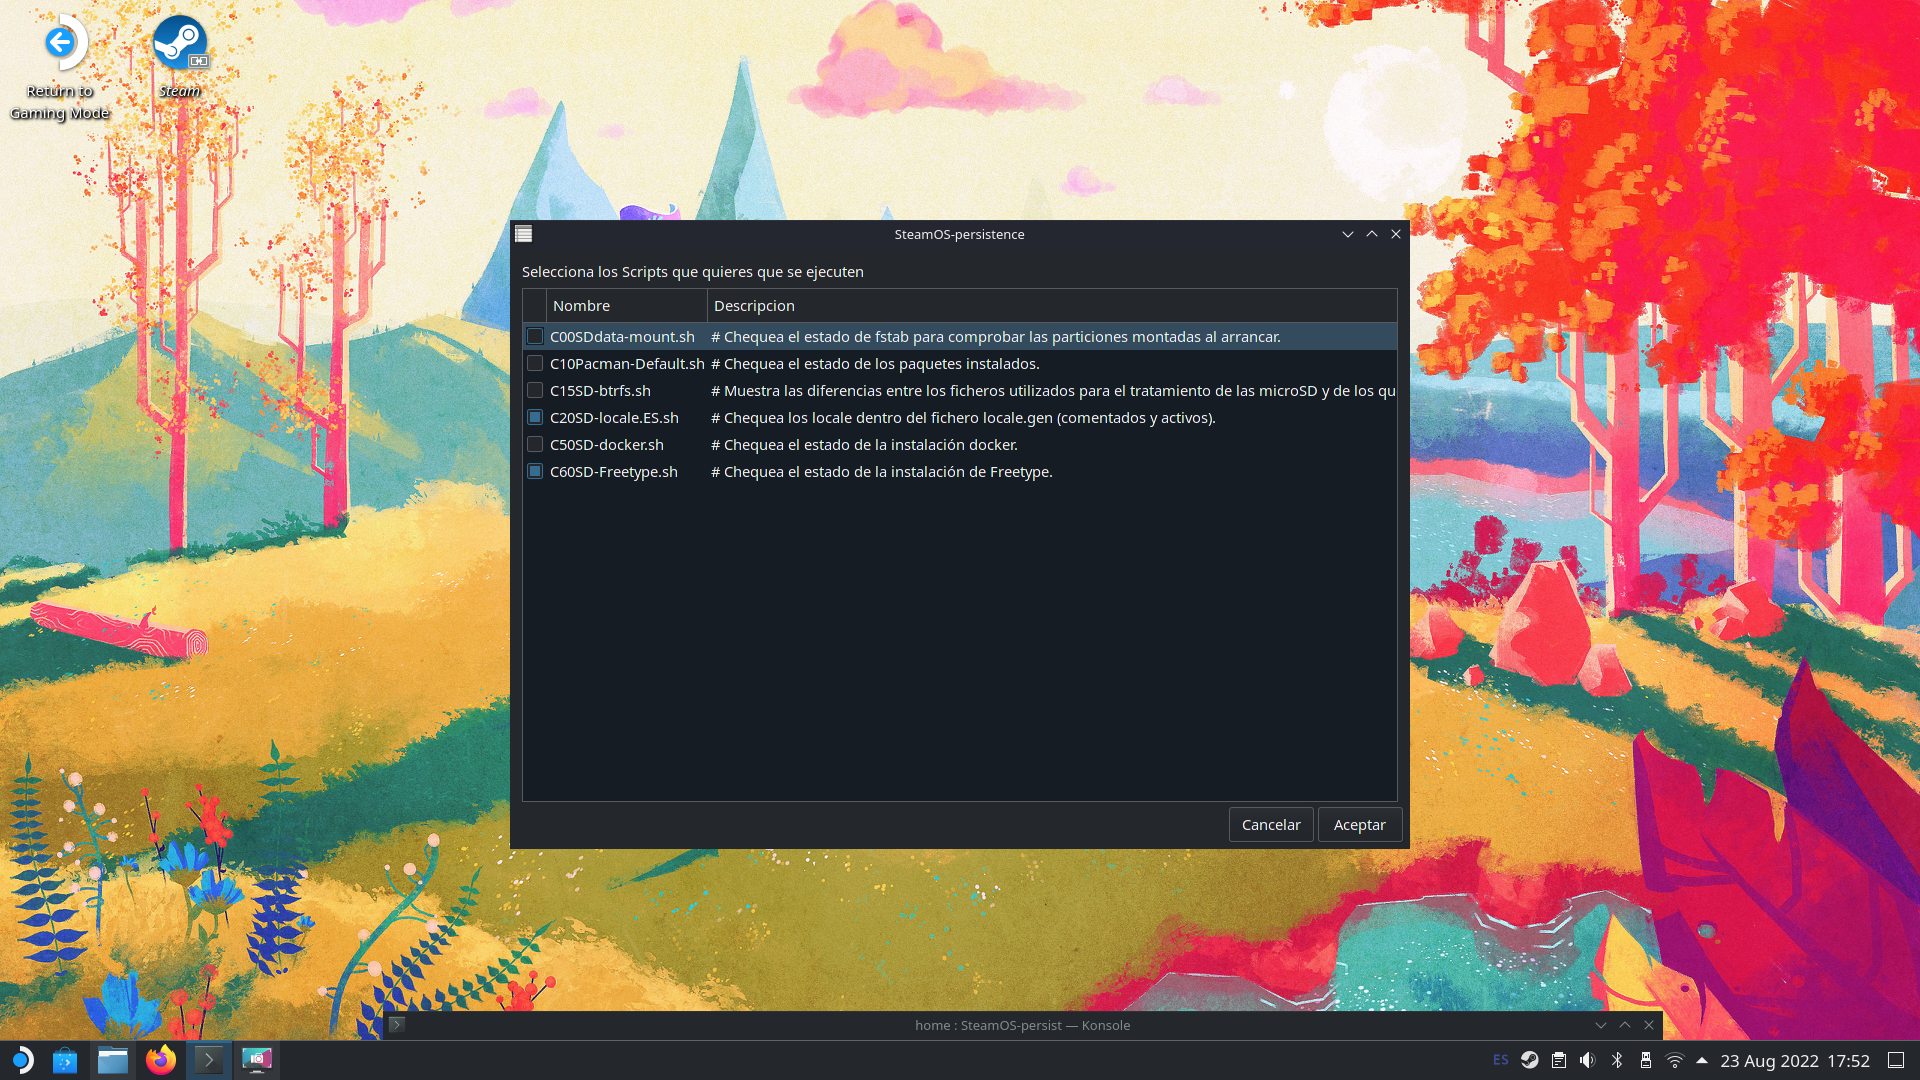 Return to
Gaming Mode
Steam
SteamOS-persistence
Selecciona los Scripts que quieres que se ejecuten
Nombre Descripcion
C00SDdata-mount.sh # Chequea el estado de fstab para comprobar las particiones montadas al arrancar.
C10Pacman-Default.sh # Chequea el estado de los paquetes instalados.
C15SD-btrfs.sh # Muestra las diferencias entre los ficheros utilizados para el tratamiento de las microSD y de los qu
C20SD-locale.ES.sh # Chequea los locale dentro del fichero locale.gen (comentados y activos).
C50SD-docker.sh # Chequea el estado de la instalación docker.
C60SD-Freetype.sh # Chequea el estado de la instalación de Freetype.
Cancelar Aceptar
home : SteamOS-persist — Konsole
ES 23 Aug 2022 17:52